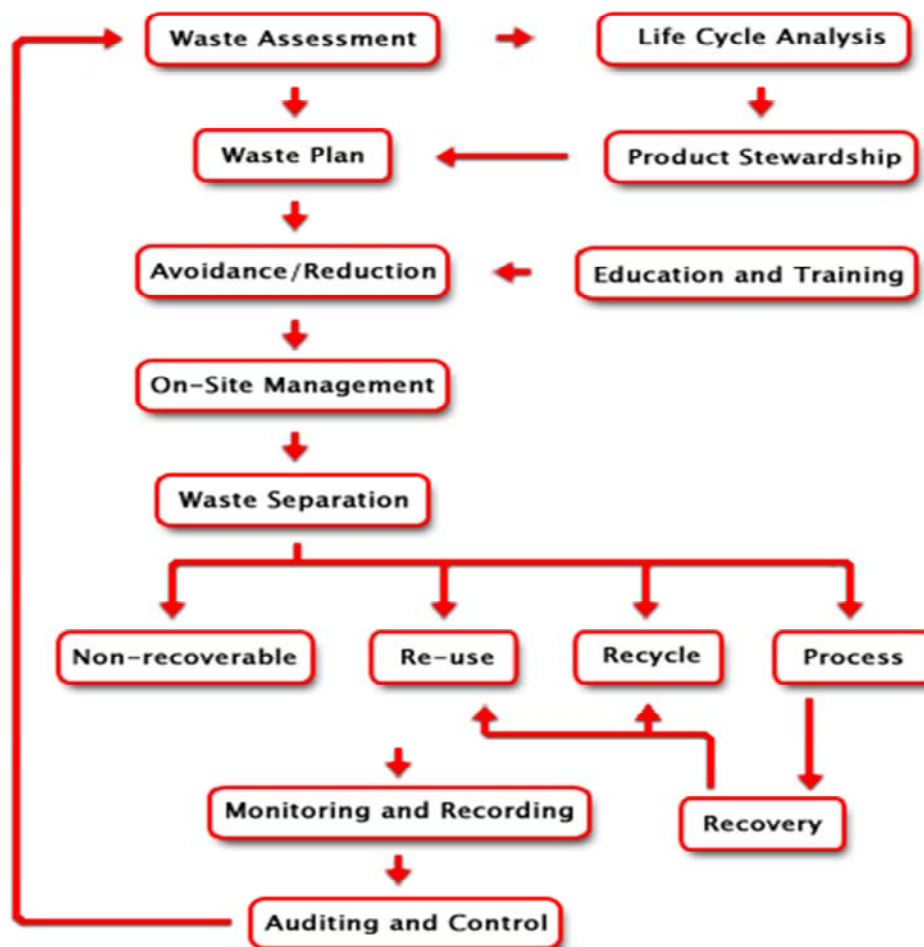 Waste Assessment
Life Cycle Analysis
Waste Plan
Product Stewardship
Avoidance/Reduction
Education and Training
On-Site Management
Waste Separation
Non-recoverable
Re-use
Recycle
Process
Monitoring and Recording
Recovery
Auditing and Control